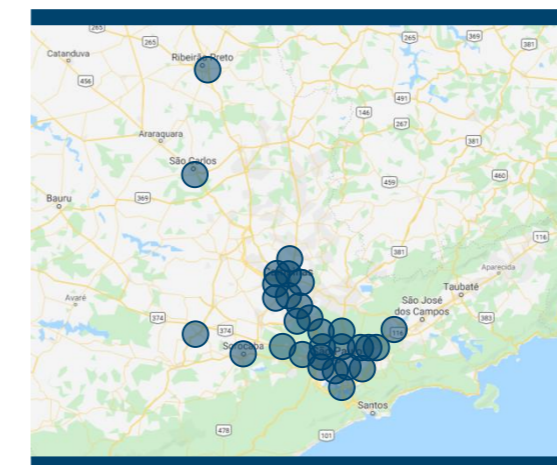 265
265
369
381
Catanduva
265
Ribeirão Preto
456
491
146
267
Araraquara
381
São Carlos
459
460
Bauru
369
116
381
Aparecida
Taubaté
Avaré
São José
dos Campos
374
374
116
383
Sorocaba
Santos
478
101